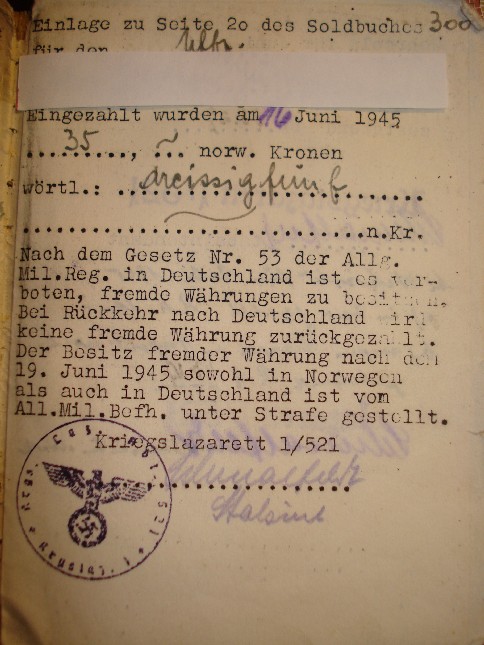 Einlage zu Seite 2o des Soldbuches 300
für den Uffz.
Eingezahlt wurden am 16 Juni 1945
..35.., ... norw. Kronen
wörtl.: dreissigfünf
n.Kr.
Nach dem Gesetz Nr. 53 der Allg.
Mil.Reg. in Deutschland ist es ver-
boten, fremde Währungen zu besitzen.
Bei Rückkehr nach Deutschland wird
keine fremde Währung zurückgezahlt.
Der Besitz fremder Währung nach dem
19. Juni 1945 sowohl in Norwegen
als auch in Deutschland ist vom
All.Mil.Befh. unter Strafe gestellt.
Kriegslazarett 1/521